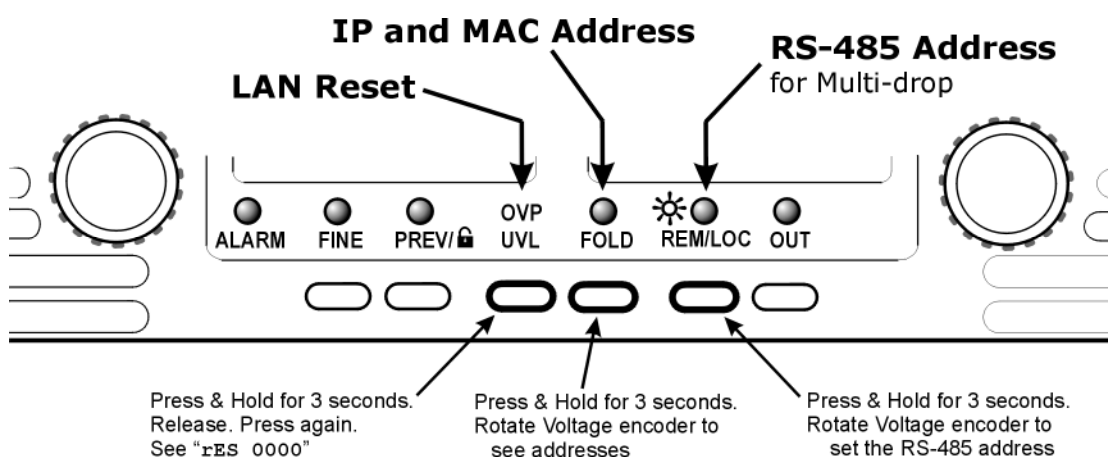 IP and MAC Address
RS-485 Address
for Multi-drop
LAN Reset
ALARM
FINE
PREV/
OVP
UVL
FOLD
REM/LOC
OUT
Press & Hold for 3 seconds.
Release. Press again.
See “rES 0000”
Press & Hold for 3 seconds.
Rotate Voltage encoder to
see addresses
Press & Hold for 3 seconds.
Rotate Voltage encoder to
set the RS-485 address